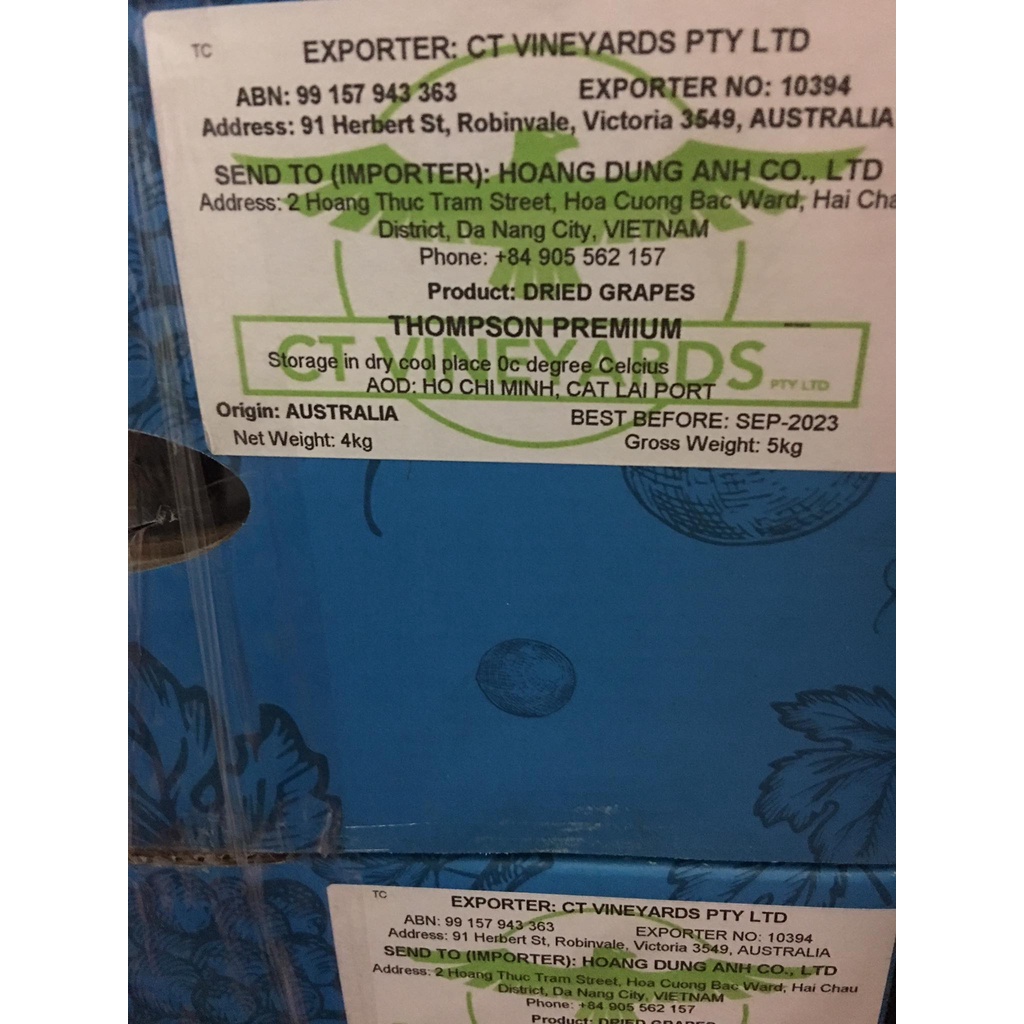 TC
EXPORTER: CT VINEYARDS PTY LTD
ABN: 99 157 943 363 EXPORTER NO: 10394
Address: 91 Herbert St, Robinvale, Victoria 3549, AUSTRALIA
SEND TO (IMPORTER): HOANG DUNG ANH CO., LTD
Address: 2 Hoang Thuc Tram Street, Hoa Cuong Bac Ward, Hai Cha
District, Da Nang City, VIETNAM
Phone: +84 905 562 157
Product: DRIED GRAPES
THOMPSON PREMIUM
CT VINEYARDS PTY LTD
Storage in dry cool place 0c degree Celcius
AOD: HO CHI MINH, CAT LAI PORT
Origin: AUSTRALIA BEST BEFORE: SEP-2023
Net Weight: 4kg Gross Weight: 5kg
TC
EXPORTER: CT VINEYARDS PTY LTD
ABN: 99 157 943 363 EXPORTER NO: 10394
Address: 91 Herbert St, Robinvale, Victoria 3549, AUSTRALIA
SEND TO (IMPORTER): HOANG DUNG ANH CO., LTD
Address: 2 Hoang Thuc Tram Street, Hoa Cuong Bac Ward, Hai Chau
District, Da Nang City, VIETNAM
Phone: +84 905 562 157
Product: DRIED GRAPES